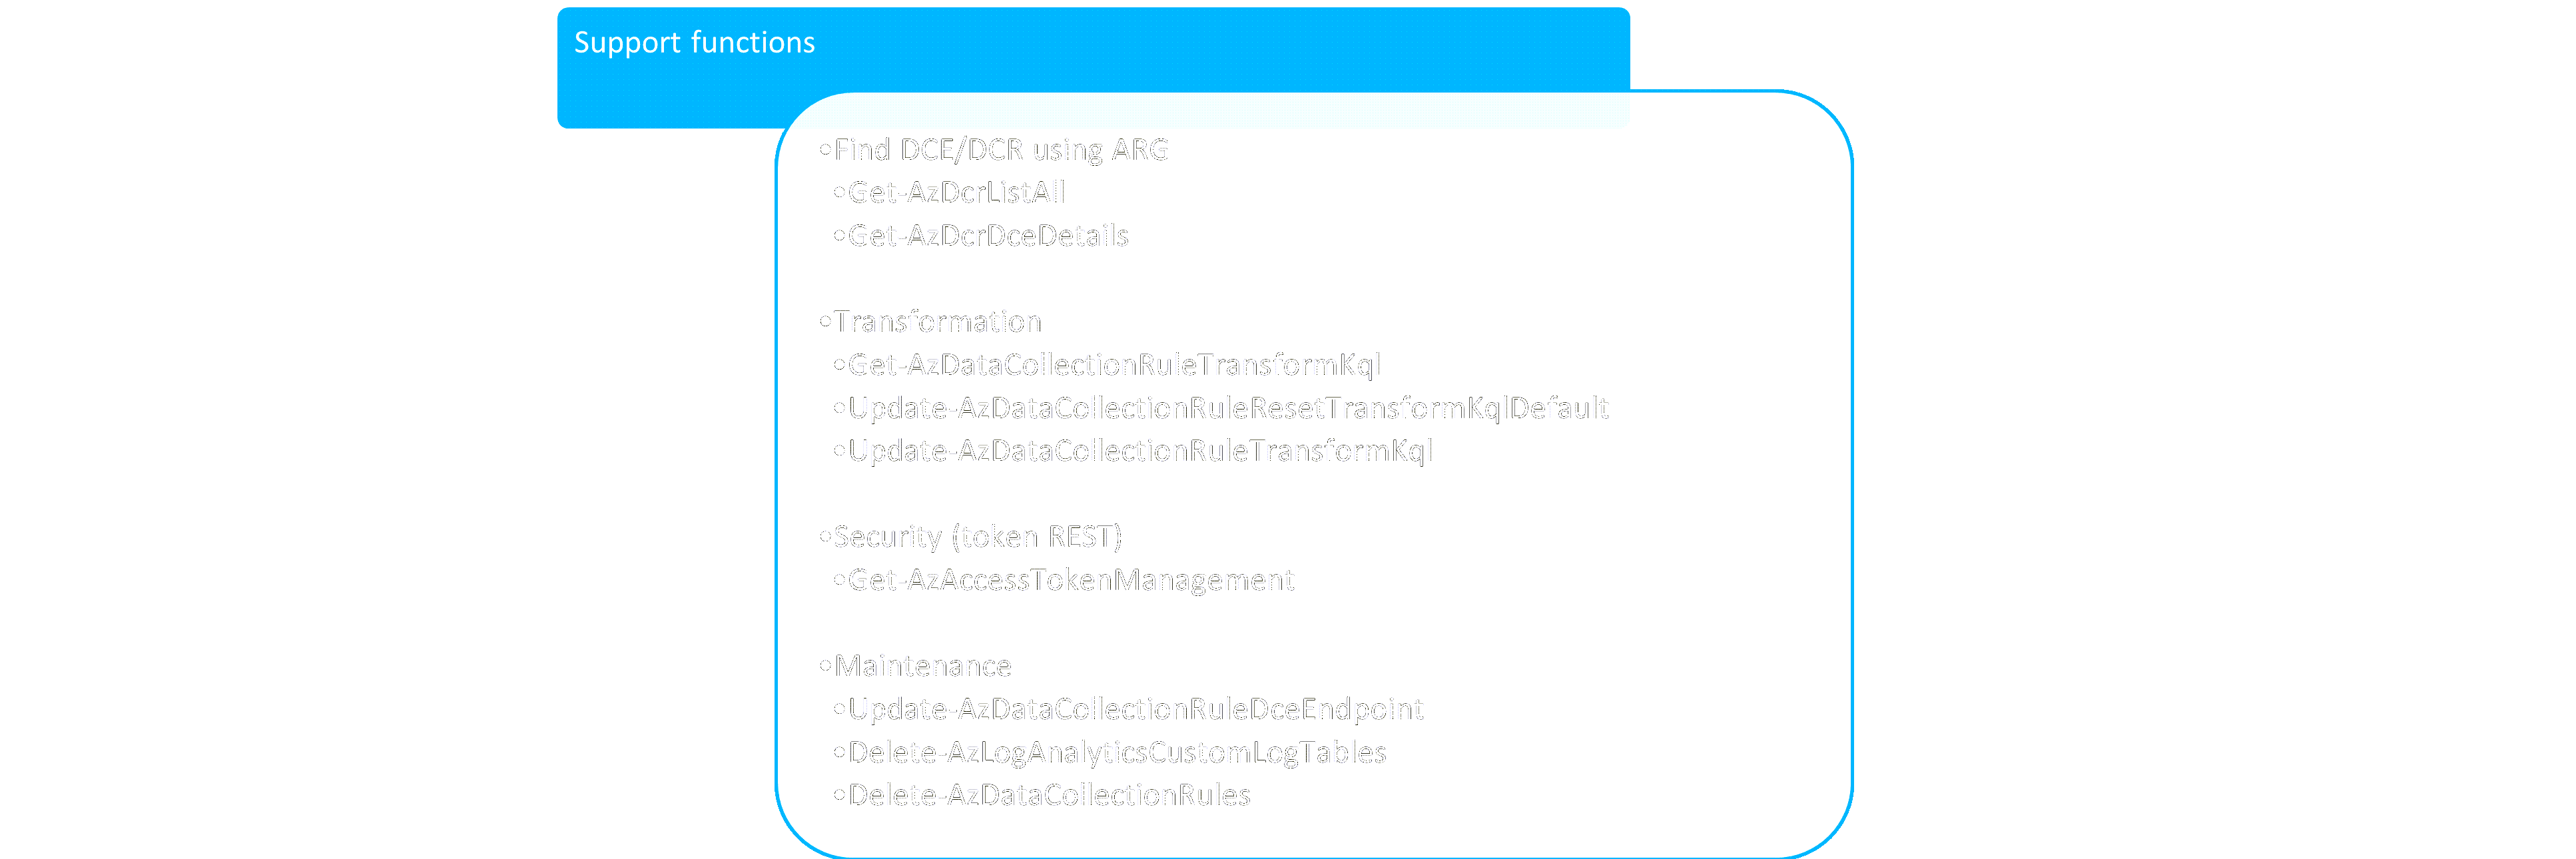 Support functions
•Find DCE/DCR using ARG
•Get-AzDcrListAll
•Get-AzDcrDceDetails
•Transformation
•Get-AzDataCollectionRuleTransformKql
•Update-AzDataCollectionRuleResetTransformKqlDefault
•Update-AzDataCollectionRuleTransformKql
•Security (token REST)
•Get-AzAccessTokenManagement
•Maintenance
•Update-AzDataCollectionRuleDceEndpoint
•Delete-AzLogAnalyticsCustomLogTables
•Delete-AzDataCollectionRules